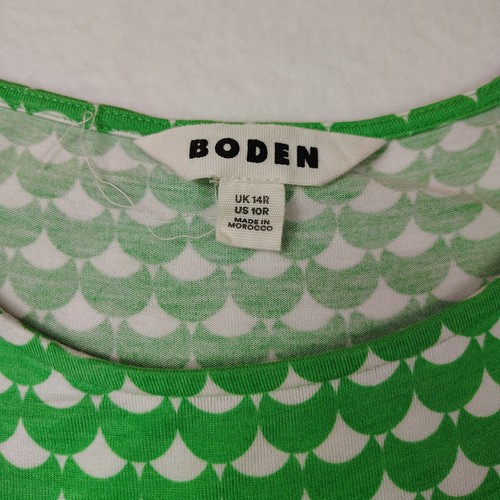 BODEN
UK 14R
US 10R
MADE IN
MOROCCO